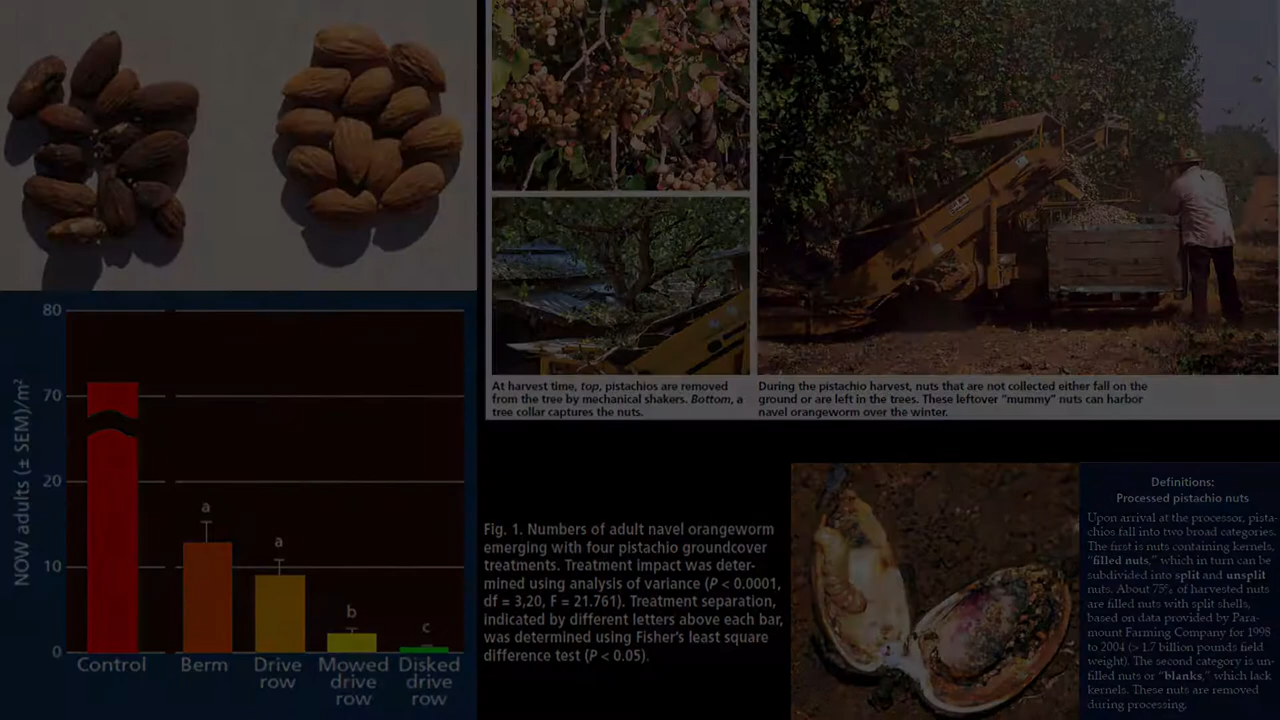 At harvest time, top, pistachios are removed
from the tree by mechanical shakers. Bottom, a
tree collar captures the nuts.
During the pistachio harvest, nuts that are not collected either fall on the
ground or are left in the trees. These leftover "mummy" nuts can harbor
navel orangeworm over the winter.
80
70
20
10
0
NOW adults (± SEM)/m²
a
a
b
c
Control
Berm
Drive
row
Mowed
drive
row
Disked
drive
row
Fig. 1. Numbers of adult navel orangeworm
emerging with four pistachio groundcover
treatments. Treatment impact was deter-
mined using analysis of variance (P < 0.0001,
df = 3,20, F = 21.761). Treatment separation,
indicated by different letters above each bar,
was determined using Fisher's least square
difference test (P < 0.05).
Definitions:
Processed pistachio nuts
Upon arrival at the processor, pista-
chios fall into two broad categories.
The first is nuts containing kernels,
"filled nuts," which in turn can be
subdivided into split and unsplit
nuts. About 75% of harvested nuts
are filled nuts with split shells,
based on data provided by Para-
mount Farming Company for 1998
to 2004 (> 1.7 billion pounds field
weight). The second category is un-
filled nuts or "blanks," which lack
kernels. These nuts are removed
during processing.